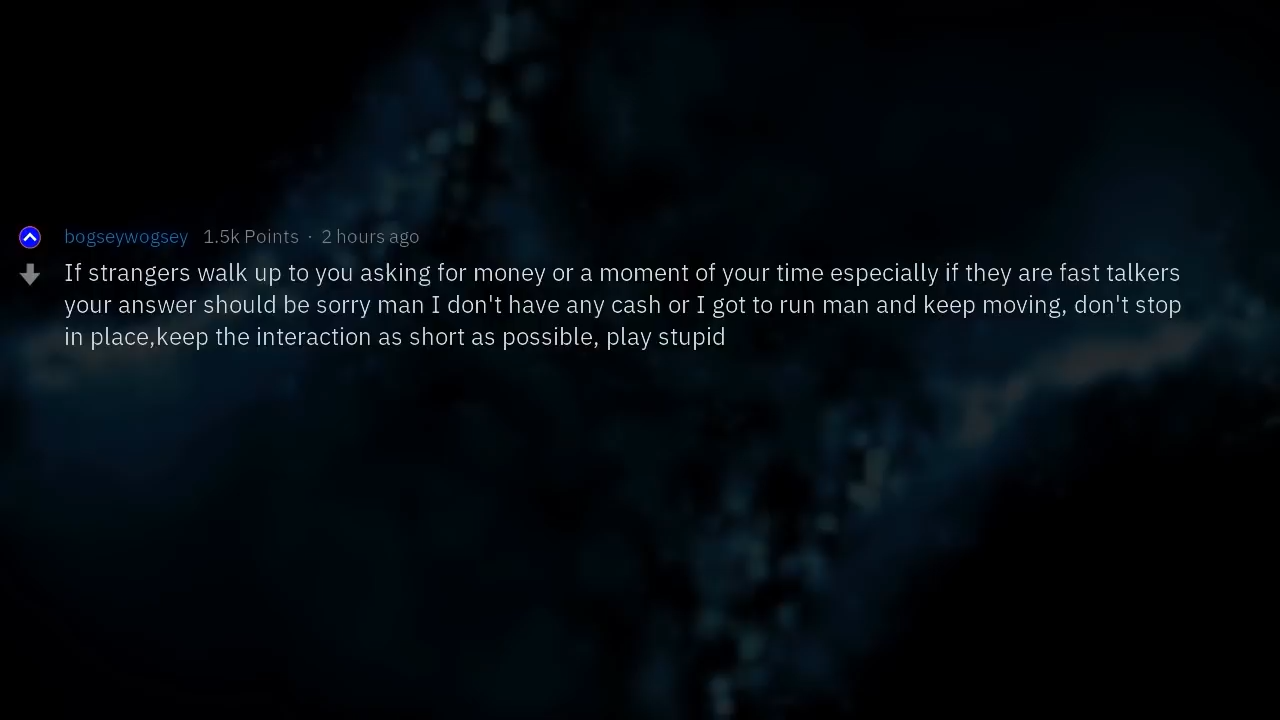 bogseywogsey 1.5k Points · 2 hours ago
If strangers walk up to you asking for money or a moment of your time especially if they are fast talkers
your answer should be sorry man I don't have any cash or I got to run man and keep moving, don't stop
in place,keep the interaction as short as possible, play stupid